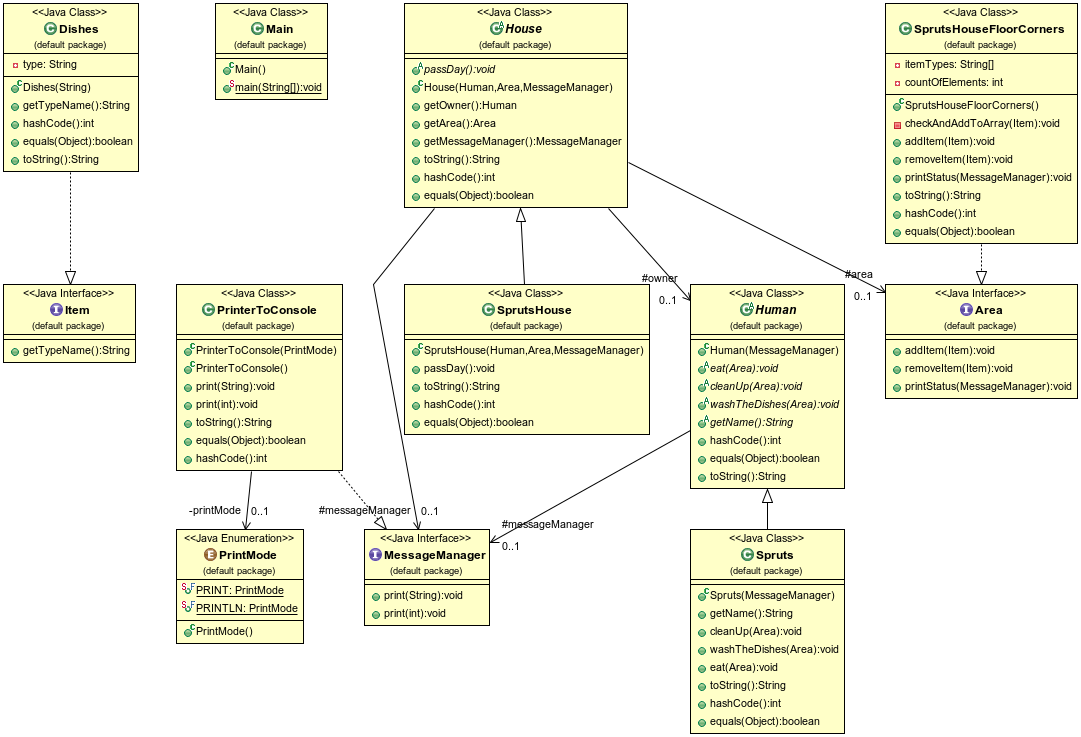 <<Java Class>>
Dishes
(default package)
type: String
Dishes(String)
getTypeName():String
hashCode():int
equals(Object):boolean
toString():String
<<Java Class>>
Main
(default package)
Main()
main(String[]):void
<<Java Class>>
House
(default package)
passDay():void
House(Human,Area,MessageManager)
getOwner():Human
getArea():Area
getMessageManager():MessageManager
toString():String
hashCode():int
equals(Object):boolean
<<Java Class>>
SprutsHouseFloorCorners
(default package)
itemTypes: String[]
countOfElements: int
SprutsHouseFloorCorners()
checkAndAddToArray(Item):void
addItem(Item):void
removeItem(Item):void
printStatus(MessageManager):void
toString():String
hashCode():int
equals(Object):boolean
#owner
0..1
#area
0..1
<<Java Interface>>
Item
(default package)
getTypeName():String
<<Java Class>>
PrinterToConsole
(default package)
PrinterToConsole(PrintMode)
PrinterToConsole()
print(String):void
print(int):void
toString():String
equals(Object):boolean
hashCode():int
<<Java Class>>
SprutsHouse
(default package)
SprutsHouse(Human,Area,MessageManager)
passDay():void
toString():String
hashCode():int
equals(Object):boolean
<<Java Class>>
Human
(default package)
Human(MessageManager)
eat(Area):void
cleanUp(Area):void
washTheDishes(Area):void
getName():String
hashCode():int
equals(Object):boolean
toString():String
<<Java Interface>>
Area
(default package)
addItem(Item):void
removeItem(Item):void
printStatus(MessageManager):void
-printMode
0..1
#messageManager
0..1
#messageManager
0..1
<<Java Enumeration>>
PrintMode
(default package)
PRINT: PrintMode
PRINTLN: PrintMode
PrintMode()
<<Java Interface>>
MessageManager
(default package)
print(String):void
print(int):void
<<Java Class>>
Spruts
(default package)
Spruts(MessageManager)
getName():String
cleanUp(Area):void
washTheDishes(Area):void
eat(Area):void
toString():String
hashCode():int
equals(Object):boolean